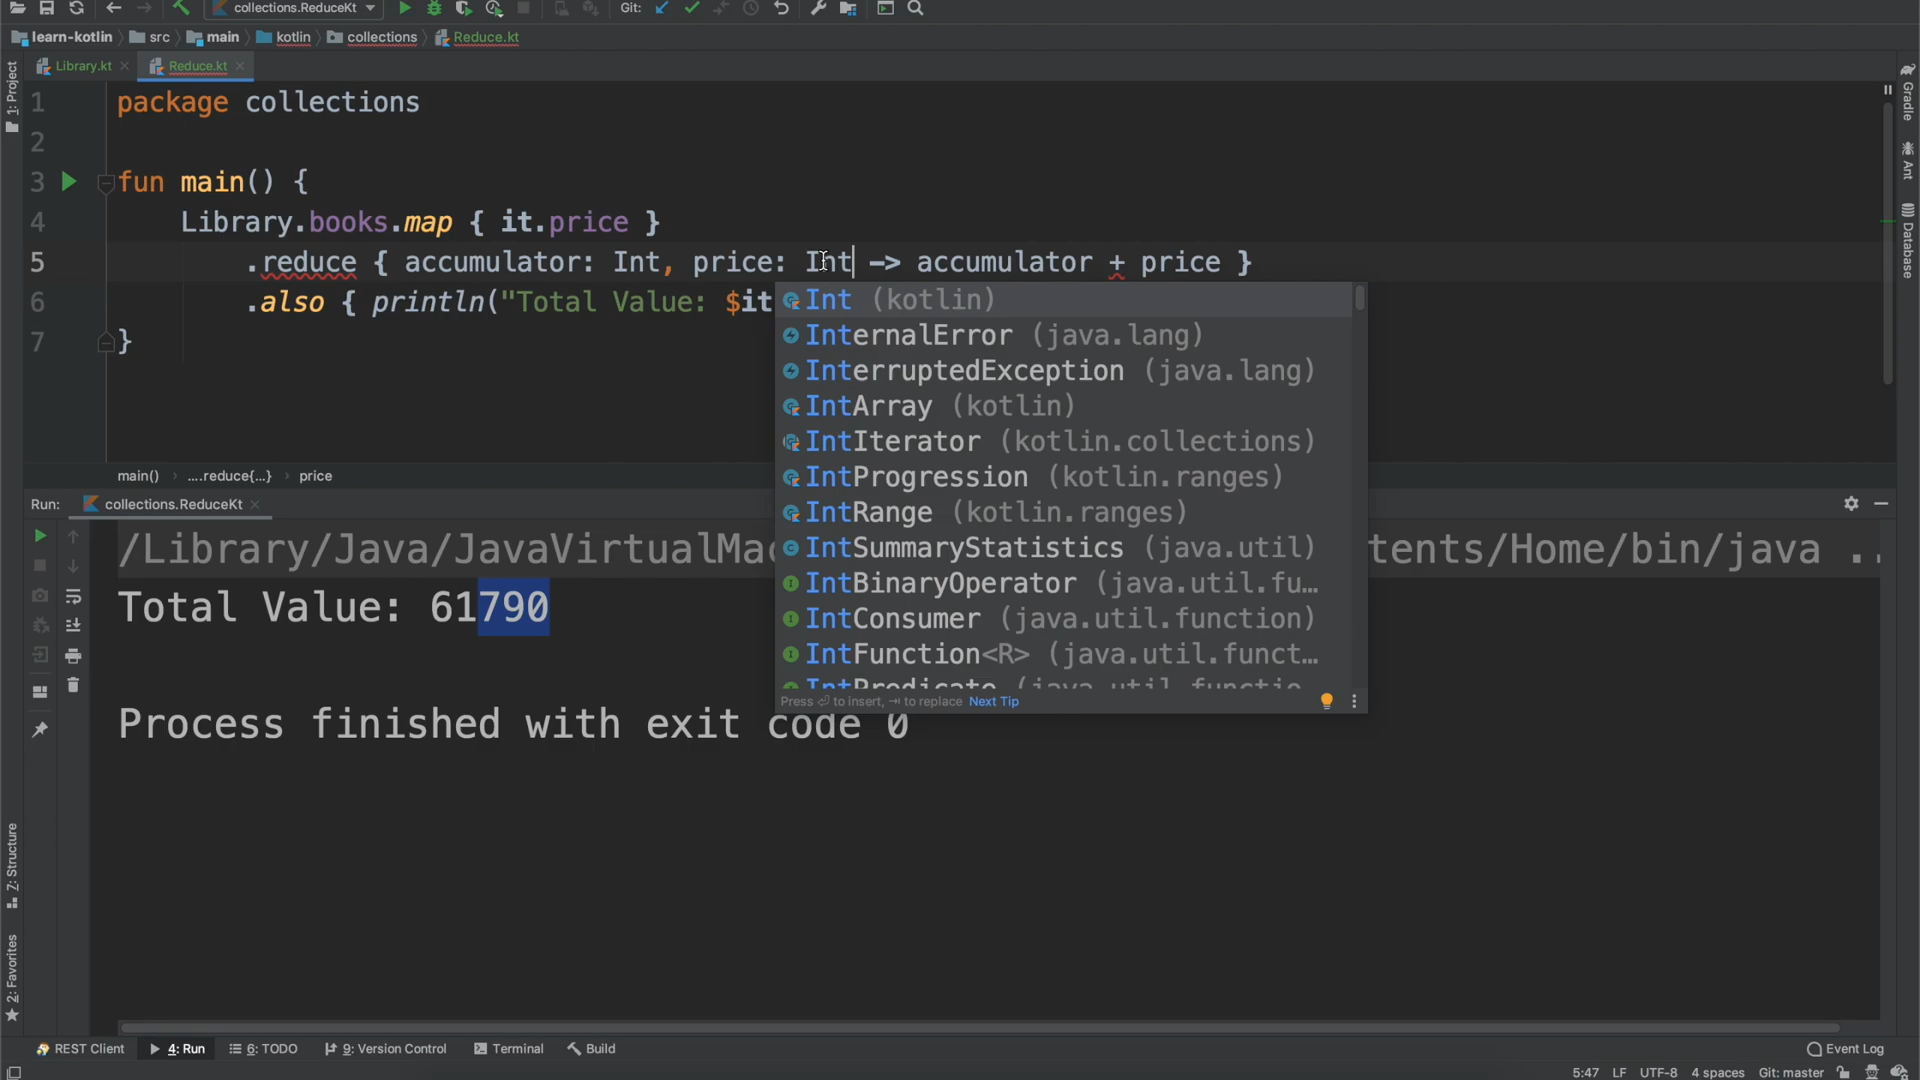 collections.ReduceKt
Git:
learn-kotlin
src
main
kotlin
collections
Reduce.kt
Library.kt
Reduce.kt
1: Project
Gradle
Ant
Database
1 package collections
2
3 fun main() {
4 Library.books.map { it.price }
5 .reduce { accumulator: Int, price: Int -> accumulator + price }
6 .also { println("Total Value: $it
7 }
Int (kotlin)
InternalError (java.lang)
InterruptedException (java.lang)
IntArray (kotlin)
IntIterator (kotlin.collections)
IntProgression (kotlin.ranges)
IntRange (kotlin.ranges)
IntSummaryStatistics (java.util)
IntBinaryOperator (java.util.fu...
IntConsumer (java.util.function)
IntFunction<R> (java.util.funct...
IntPredicate (java.util.functio
Press ⏎ to insert, ⇥ to replace Next Tip
main() ....reduce{...} price
Run: collections.ReduceKt
/Library/Java/JavaVirtualMac tents/Home/bin/java ..
Total Value: 61790
Process finished with exit code 0
Z: Structure
2: Favorites
REST Client
4: Run
6: TODO
9: Version Control
Terminal
Build
Event Log
5:47 LF UTF-8 4 spaces Git: master